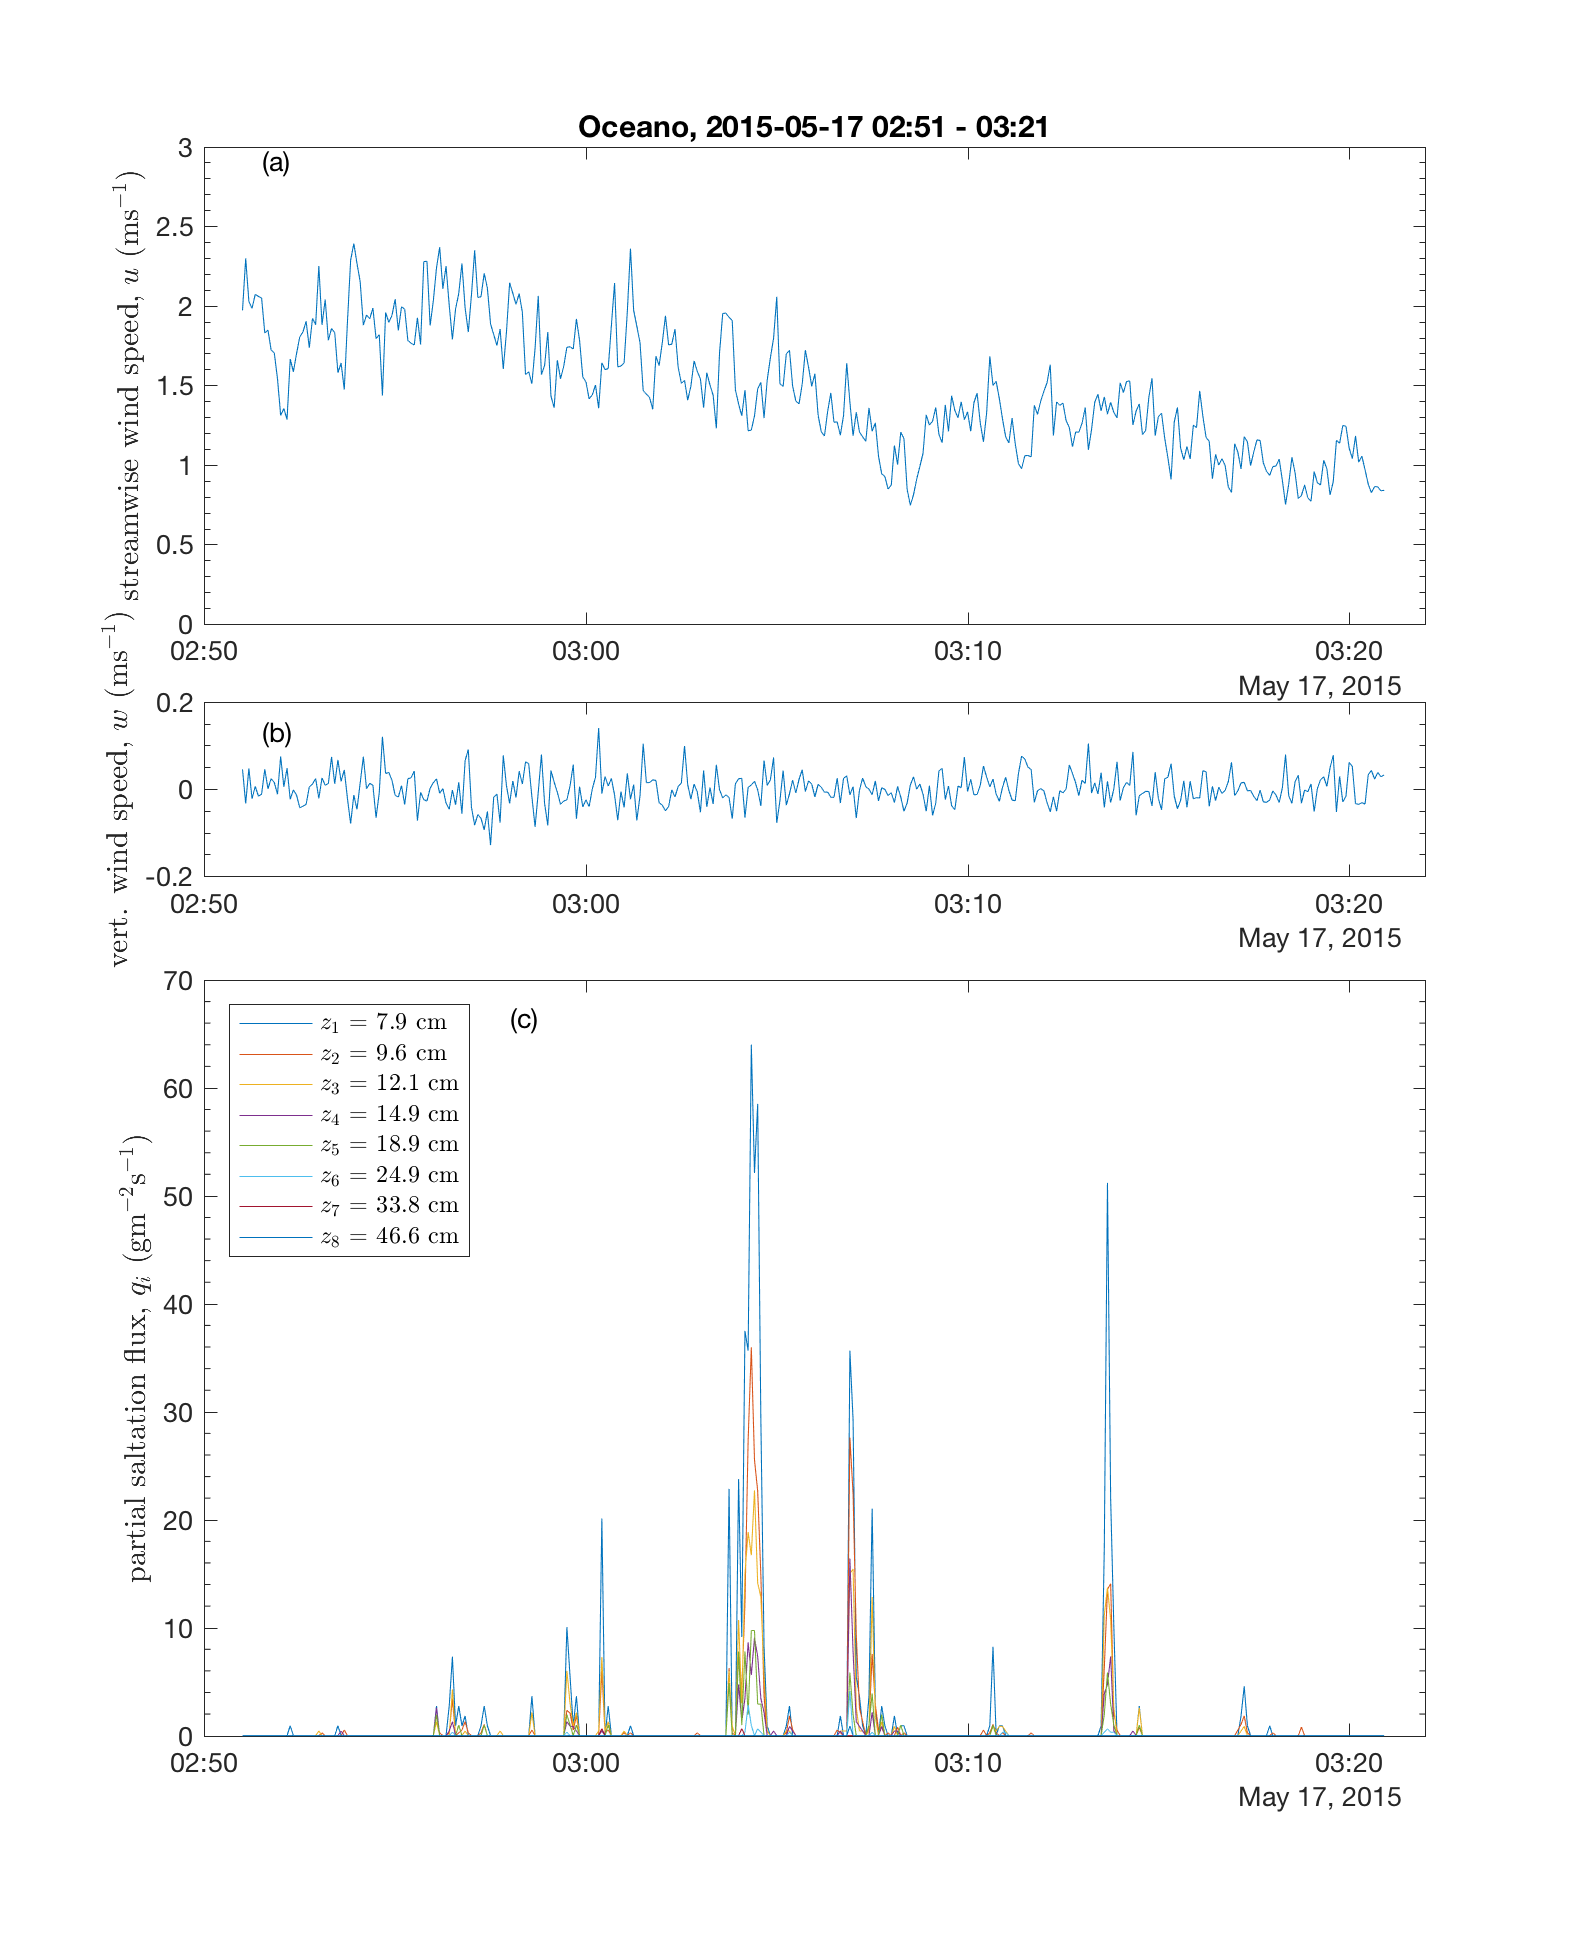 Oceano, 2015-05-17 02:51 - 03:21
(a)
streamwise wind speed, u (ms⁻¹)
3
2.5
2
1.5
1
0.5
0
02:50 03:00 03:10 03:20
May 17, 2015
(b)
vert. wind speed, w (ms⁻¹)
0.2
0
-0.2
02:50 03:00 03:10 03:20
May 17, 2015
(c)
partial saltation flux, qᵢ (gm⁻²s⁻¹)
70
60
50
40
30
20
10
0
z₁ = 7.9 cm
z₂ = 9.6 cm
z₃ = 12.1 cm
z₄ = 14.9 cm
z₅ = 18.9 cm
z₆ = 24.9 cm
z₇ = 33.8 cm
z₈ = 46.6 cm
02:50 03:00 03:10 03:20
May 17, 2015